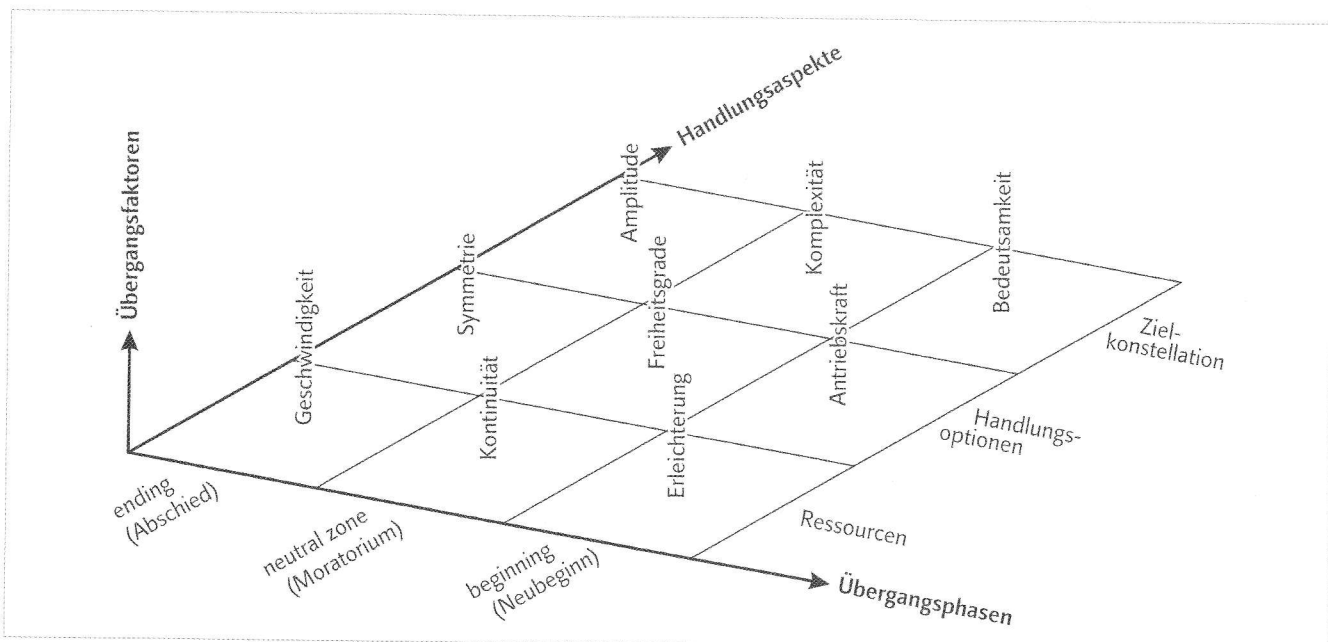 Übergangsfaktoren
Handlungsaspekte
Amplitude
Komplexität
Bedeutsamkeit
Symmetrie
Freiheitsgrade
Antriebskraft
Geschwindigkeit
Kontinuität
Erleichterung
Ziel-
konstellation
Handlungs-
optionen
Ressourcen
ending
(Abschied)
neutral zone
(Moratorium)
beginning
(Neubeginn)
Übergangsphasen